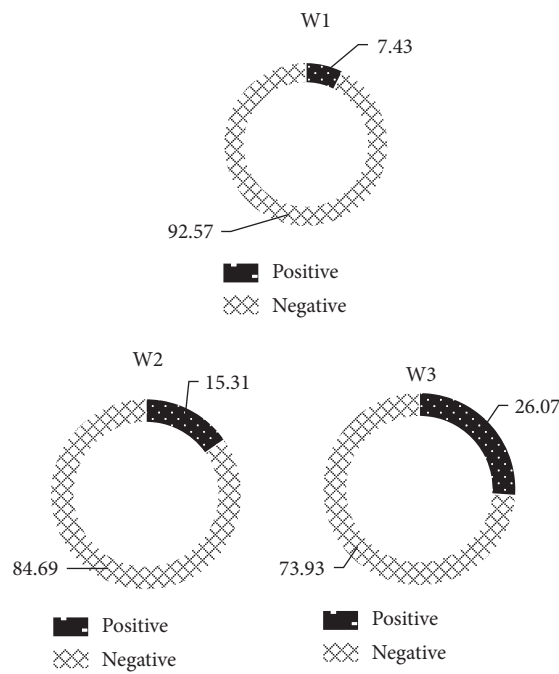 W1
7.43
92.57
Positive
Negative
W2
15.31
84.69
Positive
Negative
W3
26.07
73.93
Positive
Negative